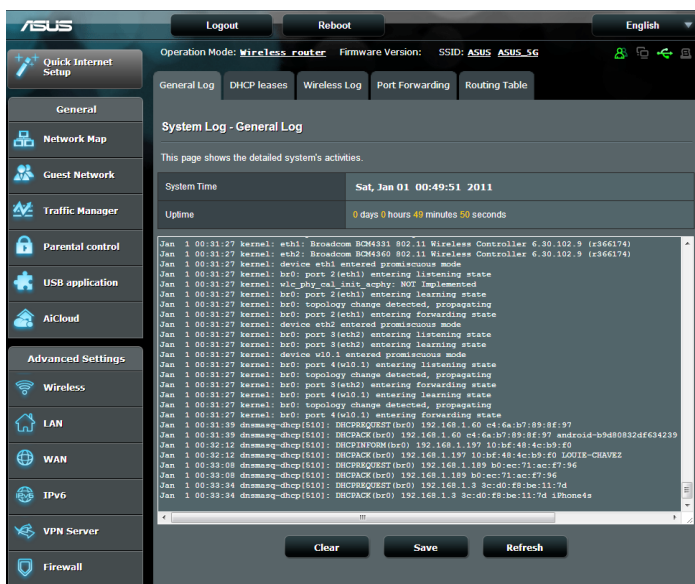 ASUS
Logout
Reboot
English
Quick Internet Setup
Operation Mode: Wireless router Firmware Version: SSID: ASUS ASUS_5G
General Log
DHCP leases
Wireless Log
Port Forwarding
Routing Table
General
Network Map
Guest Network
Traffic Manager
Parental control
USB application
AiCloud
Advanced Settings
Wireless
LAN
WAN
IPv6
VPN Server
Firewall
System Log - General Log
This page shows the detailed system's activities.
System Time Sat, Jan 01 00:49:51 2011
Uptime 0 days 0 hours 49 minutes 50 seconds
Jan 1 00:31:27 kernel: eth1: Broadcom BCM4331 802.11 Wireless Controller 6.30.102.9 (r366174)
Jan 1 00:31:27 kernel: eth2: Broadcom BCM4360 802.11 Wireless Controller 6.30.102.9 (r366174)
Jan 1 00:31:27 kernel: device eth1 entered promiscuous mode
Jan 1 00:31:27 kernel: br0: port 2(eth1) entering listening state
Jan 1 00:31:27 kernel: wlc_phy_cal_init_acphy: NOT Implemented
Jan 1 00:31:27 kernel: br0: port 2(eth1) entering learning state
Jan 1 00:31:27 kernel: br0: topology change detected, propagating
Jan 1 00:31:27 kernel: br0: port 2(eth1) entering forwarding state
Jan 1 00:31:27 kernel: device eth2 entered promiscuous mode
Jan 1 00:31:27 kernel: br0: port 3(eth2) entering listening state
Jan 1 00:31:27 kernel: br0: port 3(eth2) entering learning state
Jan 1 00:31:27 kernel: device wl0.1 entered promiscuous mode
Jan 1 00:31:27 kernel: br0: port 4(wl0.1) entering listening state
Jan 1 00:31:27 kernel: br0: topology change detected, propagating
Jan 1 00:31:27 kernel: br0: port 3(eth2) entering forwarding state
Jan 1 00:31:27 kernel: br0: port 4(wl0.1) entering learning state
Jan 1 00:31:27 kernel: br0: topology change detected, propagating
Jan 1 00:31:27 kernel: br0: port 4(wl0.1) entering forwarding state
Jan 1 00:31:39 dnsmasq-dhcp[510]: DHCPREQUEST(br0) 192.168.1.60 c4:6a:b7:89:8f:97
Jan 1 00:31:39 dnsmasq-dhcp[510]: DHCPACK(br0) 192.168.1.60 c4:6a:b7:89:8f:97 android-b9d80832df634239
Jan 1 00:32:12 dnsmasq-dhcp[510]: DHCPINFORM(br0) 192.168.1.197 10:bf:48:4c:b9:f0
Jan 1 00:32:12 dnsmasq-dhcp[510]: DHCPACK(br0) 192.168.1.197 10:bf:48:4c:b9:f0 LOUIE-CHAVEZ
Jan 1 00:33:08 dnsmasq-dhcp[510]: DHCPREQUEST(br0) 192.168.1.189 b0:ec:71:ac:f7:96
Jan 1 00:33:08 dnsmasq-dhcp[510]: DHCPACK(br0) 192.168.1.189 b0:ec:71:ac:f7:96
Jan 1 00:33:34 dnsmasq-dhcp[510]: DHCPREQUEST(br0) 192.168.1.3 3c:d0:f8:be:11:7d
Jan 1 00:33:34 dnsmasq-dhcp[510]: DHCPACK(br0) 192.168.1.3 3c:d0:f8:be:11:7d iPhone4s
Clear
Save
Refresh